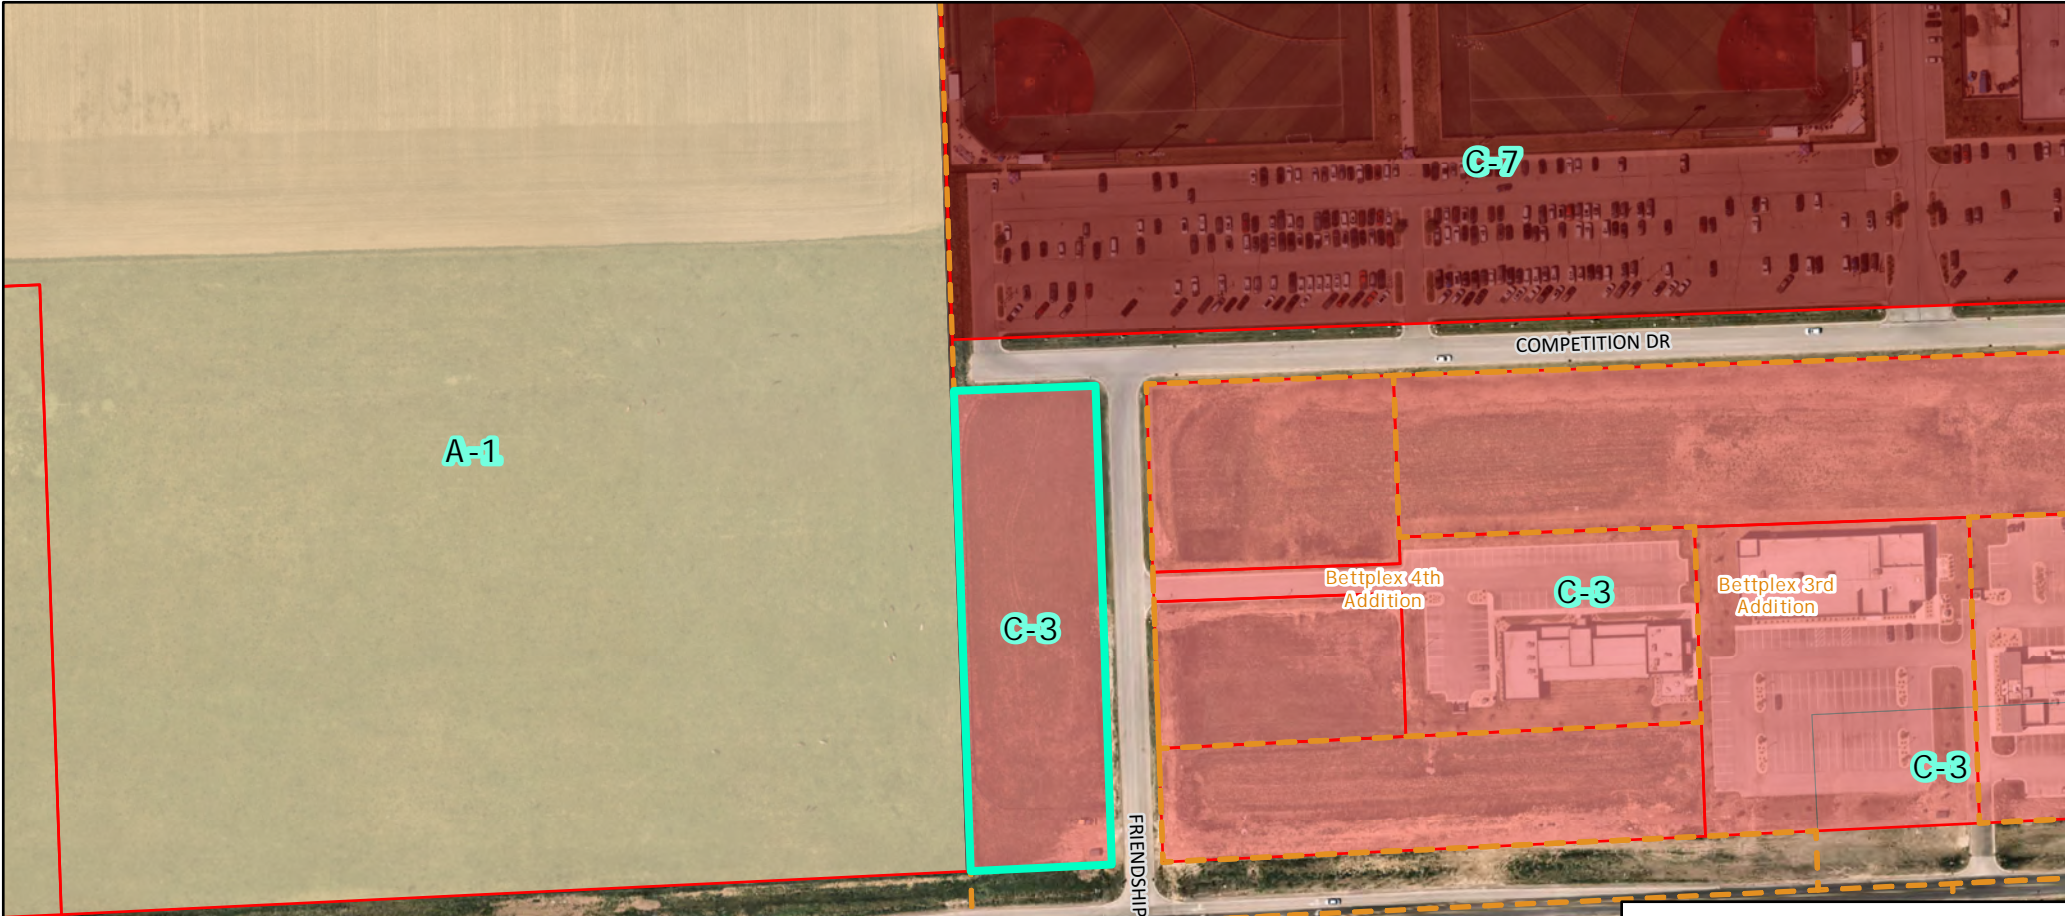 C-7
COMPETITION DR
A-1
Bettplex 4th
Addition
C-3
Bettplex 3rd
Addition
C-3
C-3
FRIENDSHIP